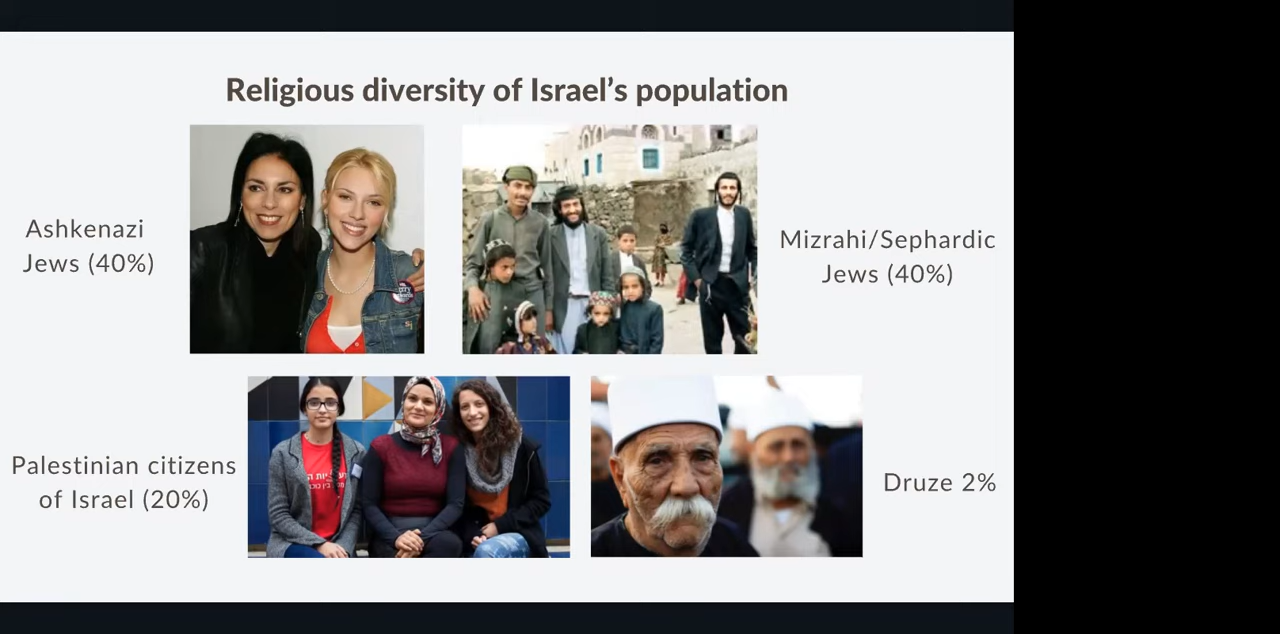 Religious diversity of Israel's population
Ashkenazi
Jews (40%)
Mizrahi/Sephardic
Jews (40%)
Palestinian citizens
of Israel (20%)
Druze 2%